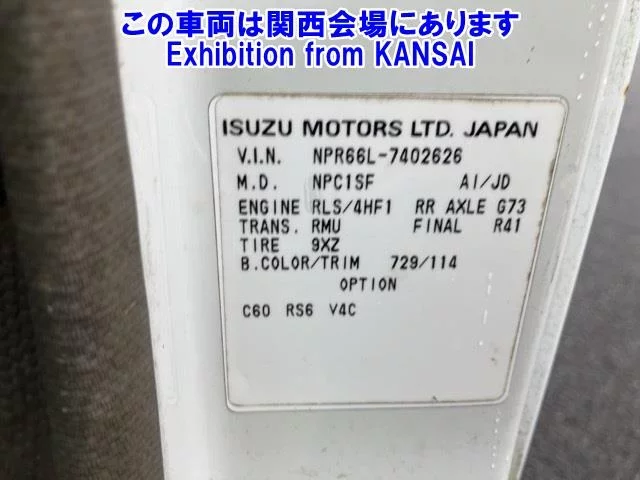 この車両は関西会場にあります
Exhibition from KANSAI
ISUZU MOTORS LTD. JAPAN
V.I.N. NPR66L-7402626
M.D. NPC1SF AI/JD
ENGINE RLS/4HF1 RR AXLE G73
TRANS. RMU FINAL R41
TIRE 9XZ
B.COLOR/TRIM 729/114
OPTION
C60 RS6 V4C